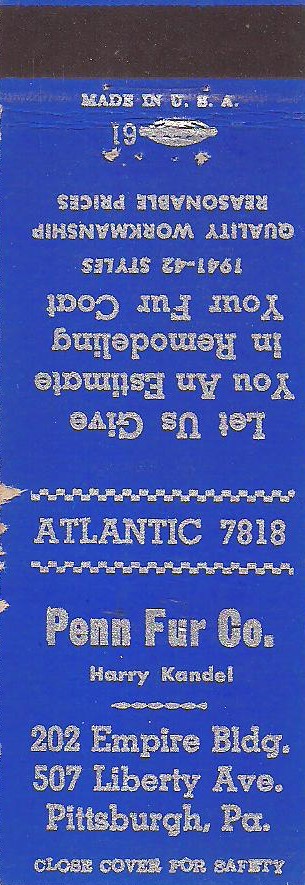 MADE IN U. S. A.
61
Let Us Give
You An Estimate
in Remodeling
Your Fur Coat
1941-42 STYLES
QUALITY WORKMANSHIP
REASONABLE PRICES
ATLANTIC 7818
Penn Fur Co.
Harry Kandel
202 Empire Bldg.
507 Liberty Ave.
Pittsburgh, Pa.
CLOSE COVER FOR SAFETY